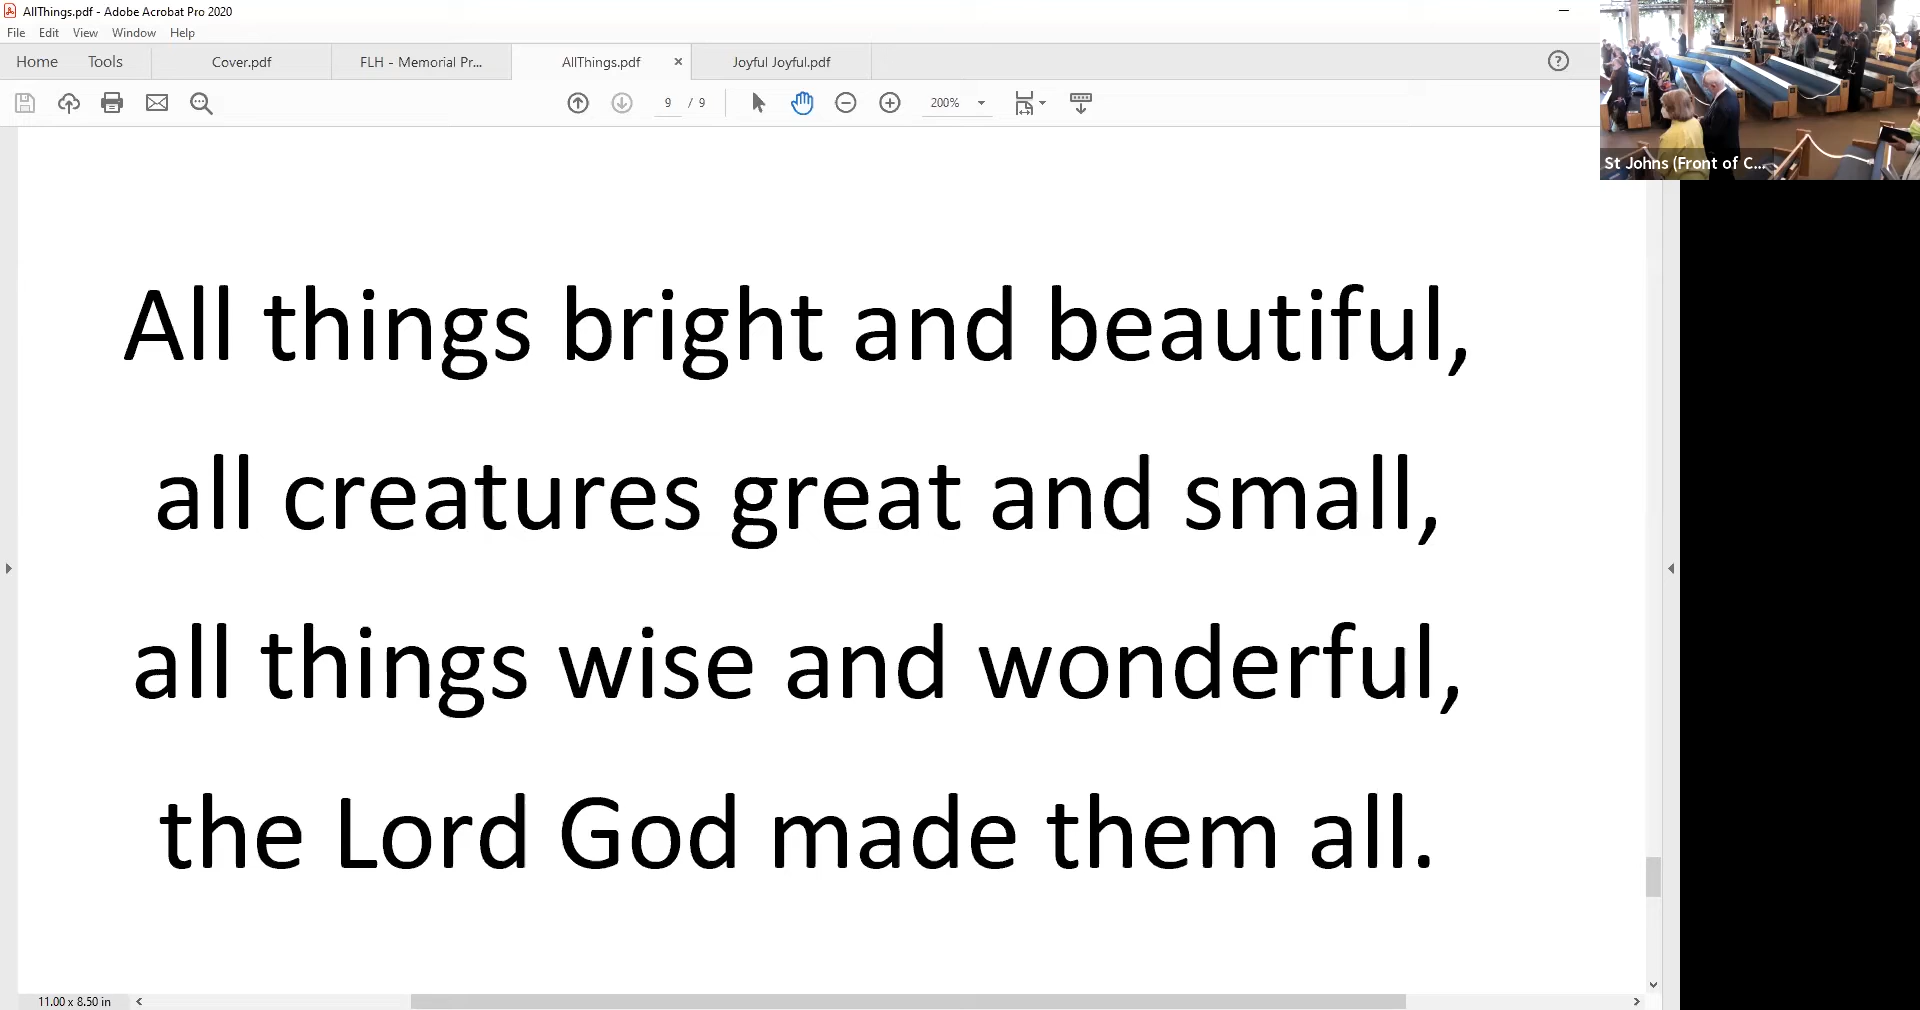 AllThings.pdf - Adobe Acrobat Pro 2020
File Edit View Window Help
Home Tools Cover.pdf FLH - Memorial Pr... AllThings.pdf × Joyful Joyful.pdf
9 / 9 200%
St Johns (Front of C...
All things bright and beautiful,
all creatures great and small,
all things wise and wonderful,
the Lord God made them all.
11.00 x 8.50 in